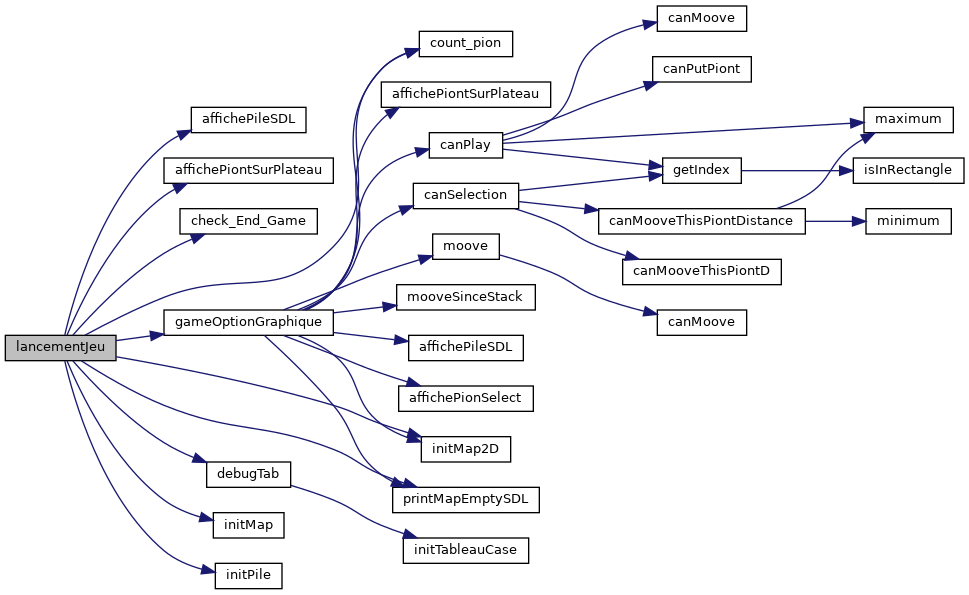 canMoove
count_pion
canPutPiont
affichePiontSurPlateau
affichePileSDL
maximum
canPlay
affichePiontSurPlateau
getIndex
isInRectangle
canSelection
check_End_Game
canMooveThisPiontDistance
minimum
moove
canMooveThisPiontD
mooveSinceStack
gameOptionGraphique
canMoove
lancementJeu
affichePileSDL
affichePionSelect
initMap2D
debugTab
printMapEmptySDL
initMap
initTableauCase
initPile